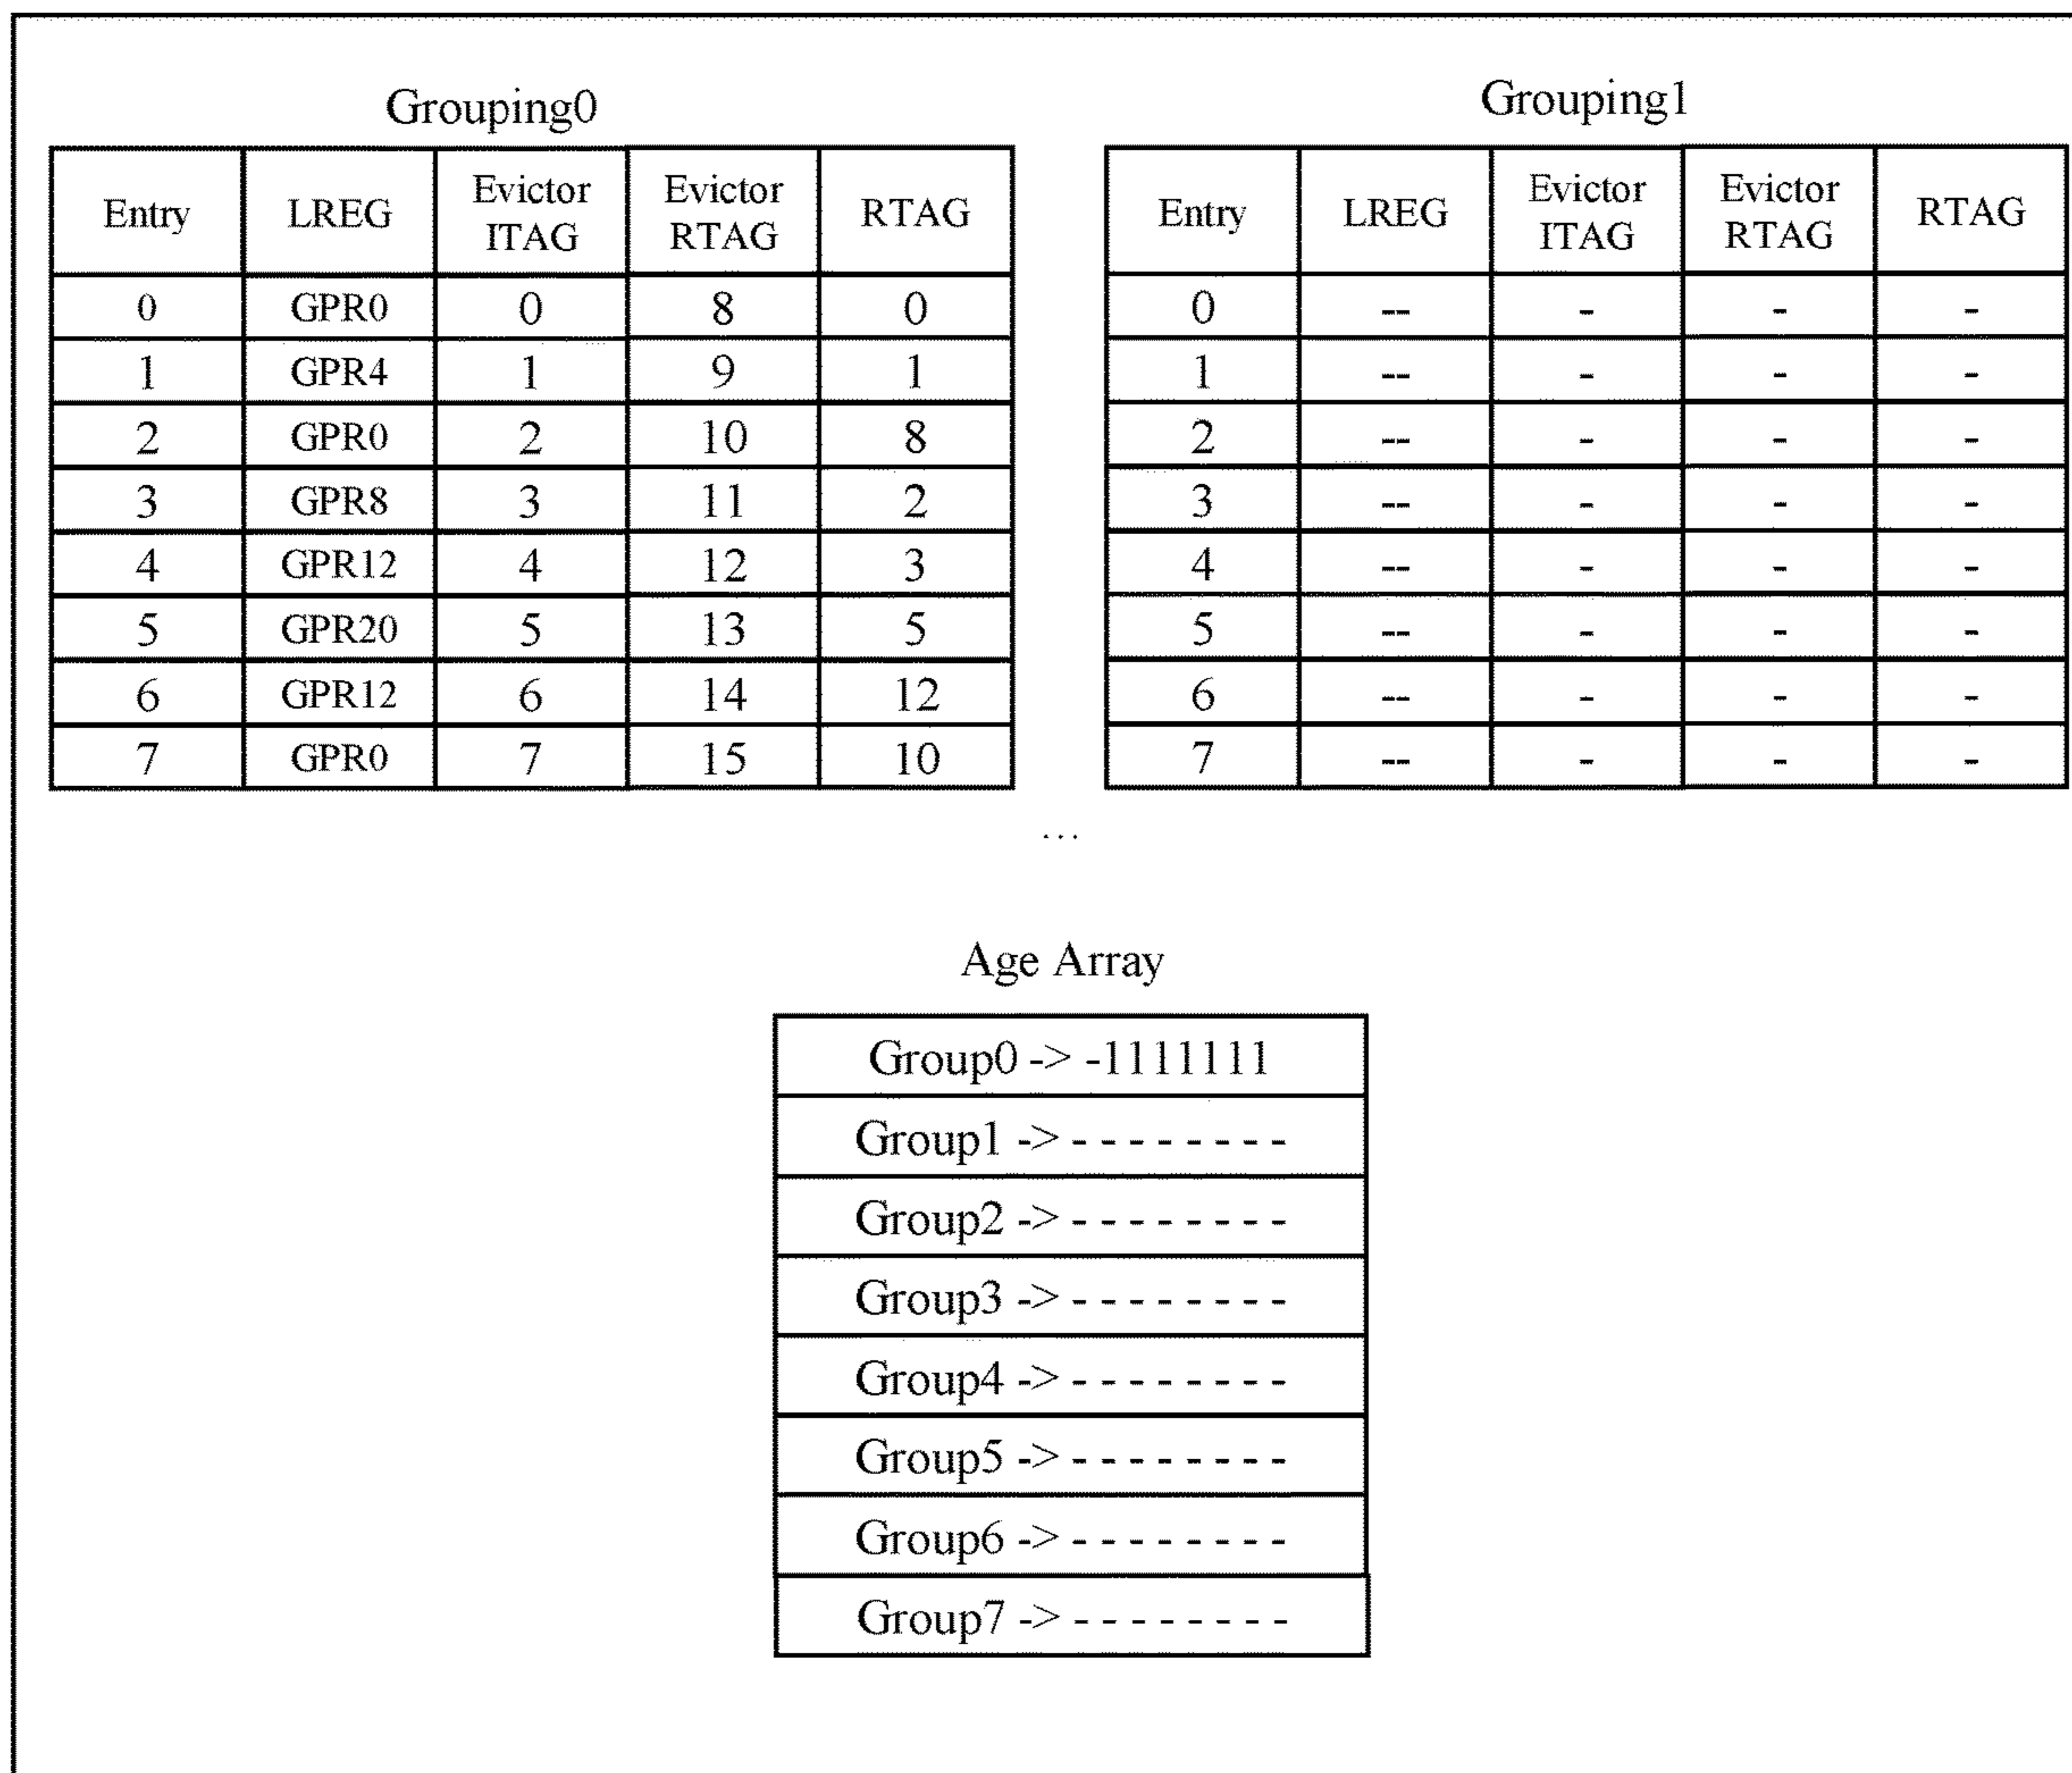 Grouping0
Entry LREG Evictor ITAG Evictor RTAG RTAG
0 GPR0 0 8 0
1 GPR4 1 9 1
2 GPR0 2 10 8
3 GPR8 3 11 2
4 GPR12 4 12 3
5 GPR20 5 13 5
6 GPR12 6 14 12
7 GPR0 7 15 10
Grouping1
Entry LREG Evictor ITAG Evictor RTAG RTAG
0 -- - - -
1 -- - - -
2 -- - - -
3 -- - - -
4 -- - - -
5 -- - - -
6 -- - - -
7 -- - - -
...
Age Array
Group0 -> -1111111
Group1 -> - - - - - - - -
Group2 -> - - - - - - - -
Group3 -> - - - - - - - -
Group4 -> - - - - - - - -
Group5 -> - - - - - - - -
Group6 -> - - - - - - - -
Group7 -> - - - - - - - -